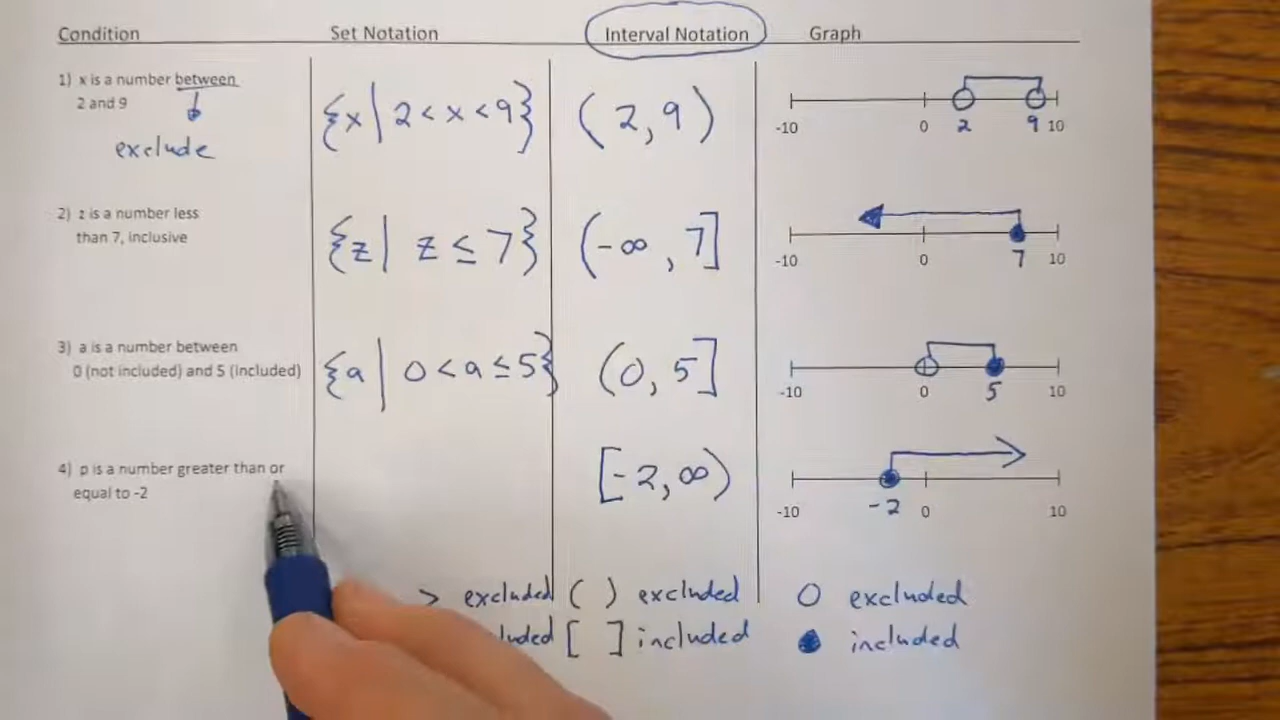 Condition Set Notation Interval Notation Graph
1) x is a number between
2 and 9
exclude
{x| 2 < x < 9} (2, 9)
-10 0 2 9 10
2) z is a number less
than 7, inclusive
{z| z ≤ 7} (-∞, 7]
-10 0 7 10
3) a is a number between
0 (not included) and 5 (included)
{a| 0 < a ≤ 5} (0, 5]
-10 0 5 10
4) p is a number greater than or
equal to -2
[-2, ∞)
-10 -2 0 10
> excluded ( ) excluded O excluded
[ ] included ● included